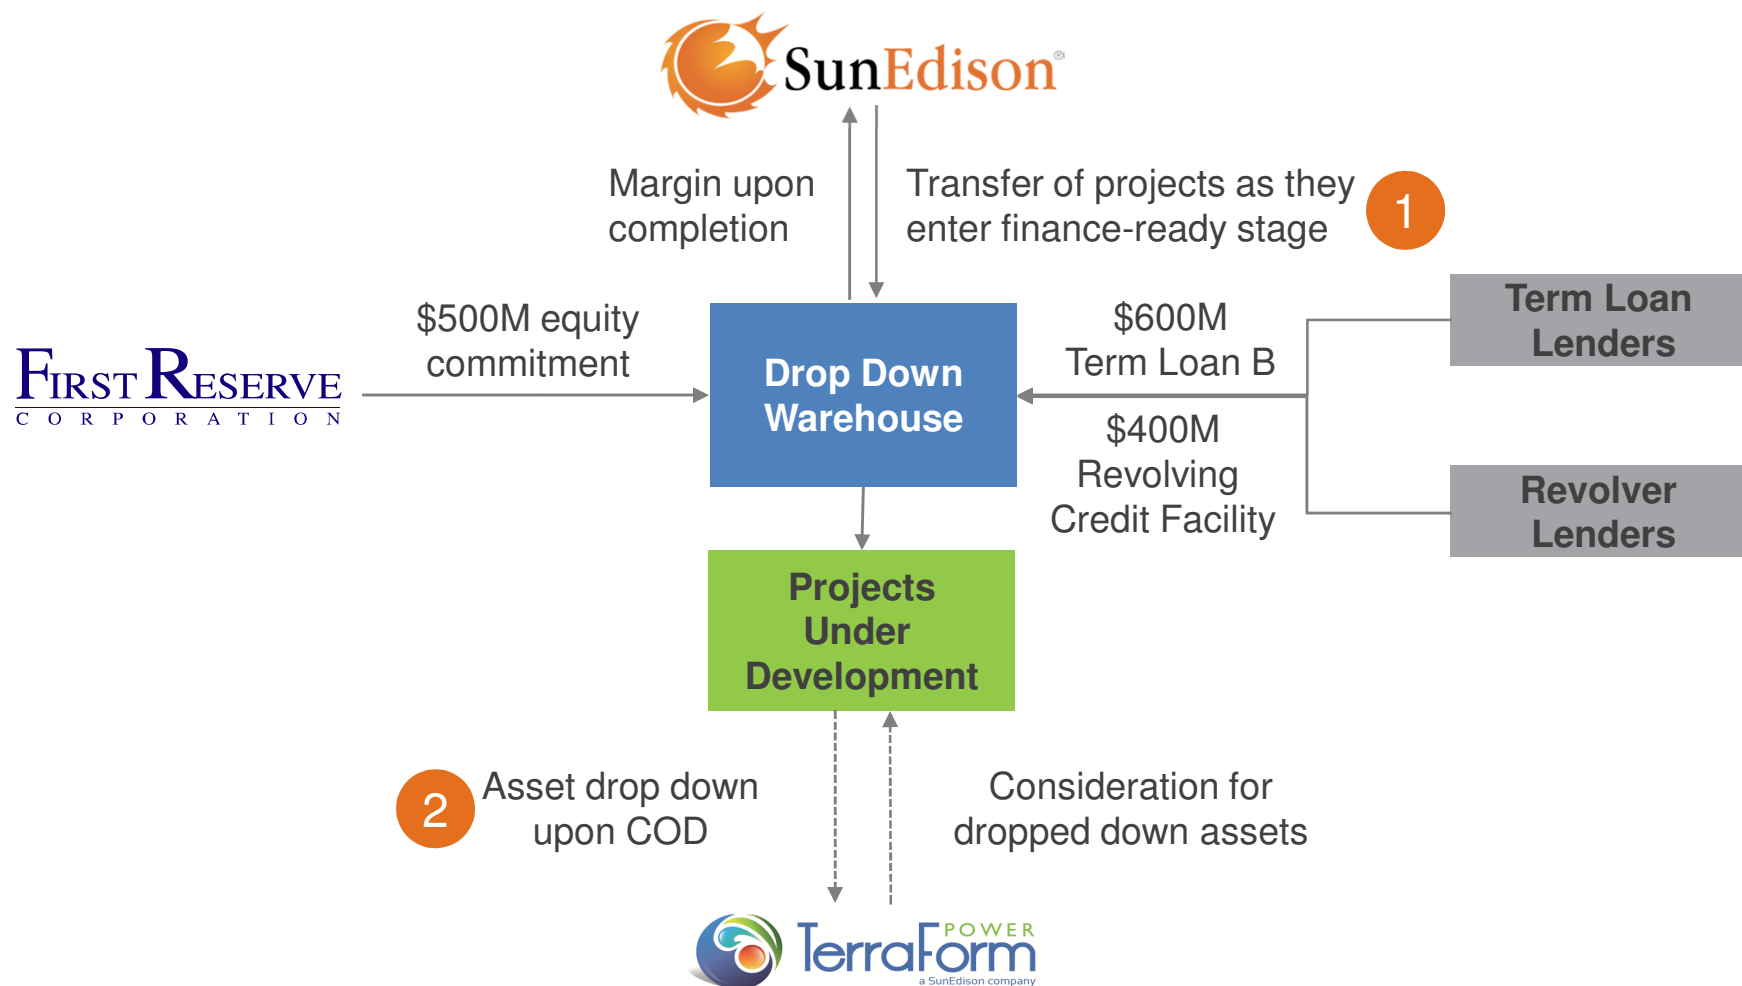 SunEdison®
Margin upon
completion
Transfer of projects as they
enter finance-ready stage
1
$500M equity
commitment
FIRST RESERVE
CORPORATION
Drop Down
Warehouse
$600M
Term Loan B
$400M
Revolving
Credit Facility
Term Loan
Lenders
Revolver
Lenders
Projects
Under
Development
2
Asset drop down
upon COD
Consideration for
dropped down assets
POWER
TerraForm
a SunEdison company